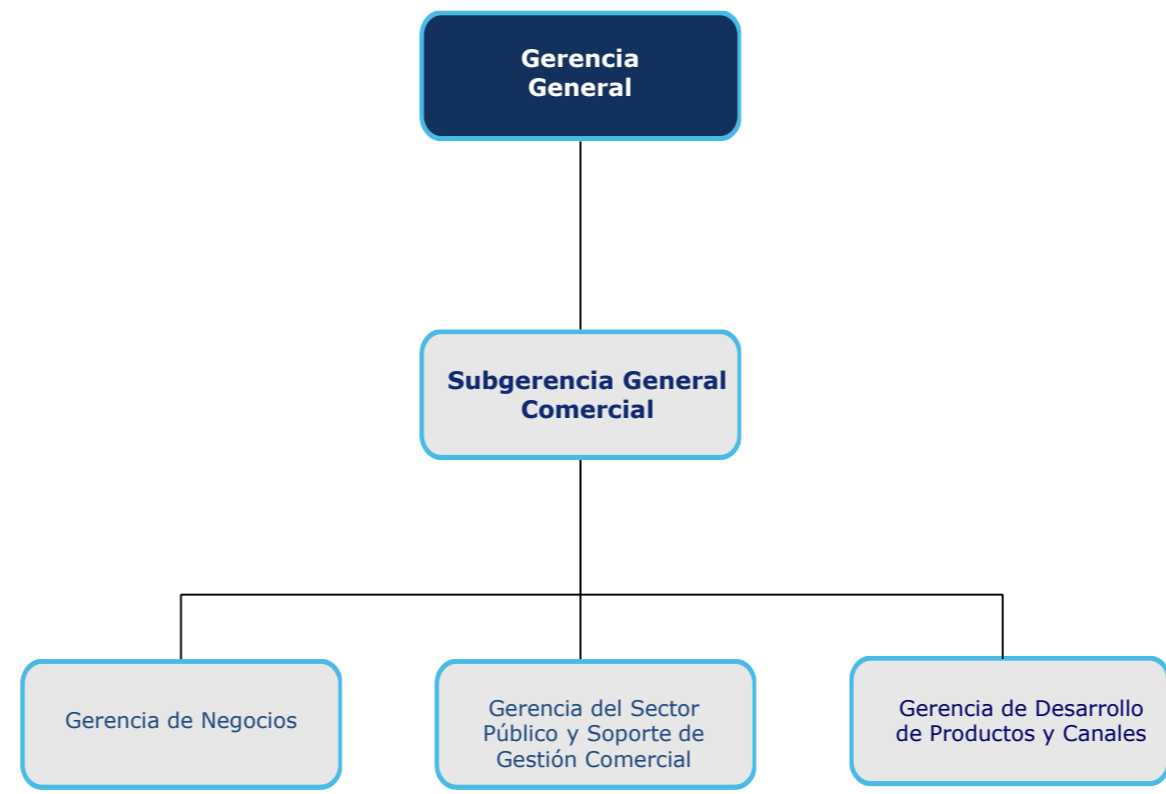 Gerencia
General
Subgerencia General
Comercial
Gerencia de Negocios
Gerencia del Sector
Público y Soporte de
Gestión Comercial
Gerencia de Desarrollo
de Productos y Canales